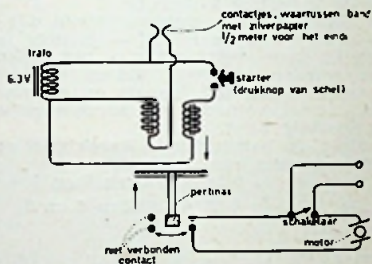 contactjes, waartussen band
met zilverpapier
1/2 meter voor het einde
trafo
6.3V
starter
(drukknop van schel)
pertinax
schakelaar
motor
niet verbonden
contact